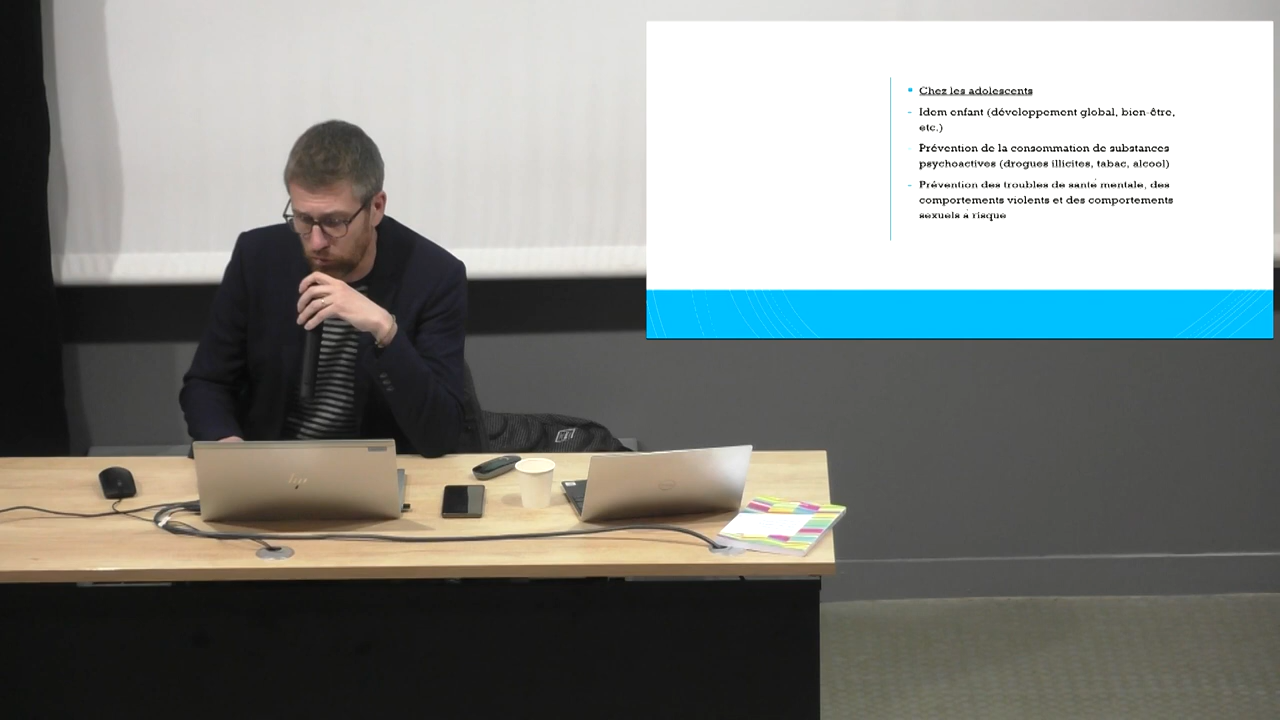 Chez les adolescents
- Idem enfant (développement global, bien-être,
etc.)
- Prévention de la consommation de substances
psychoactives (drogues illicites, tabac, alcool)
- Prévention des troubles de santé mentale, des
comportements violents et des comportements
sexuels à risque
hp